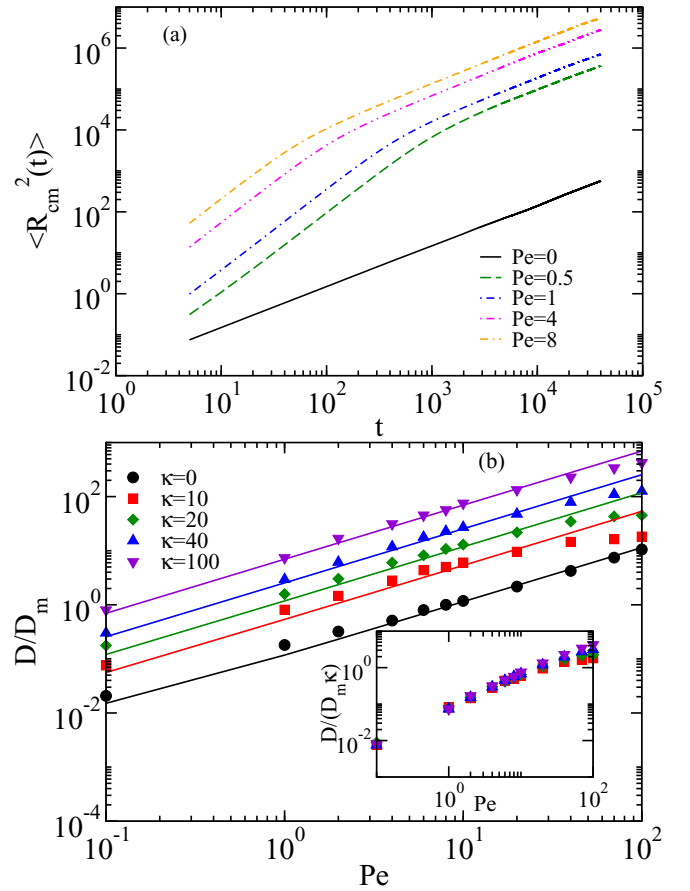 (a)
10^6
10^4
10^2
10^0
10^-2
<R_cm^2(t)>
Pe=0
Pe=0.5
Pe=1
Pe=4
Pe=8
10^0 10^1 10^2 10^3 10^4 10^5
t
(b)
κ=0
κ=10
κ=20
κ=40
κ=100
10^2
10^0
10^-2
10^-4
D/D_m
10^0
10^-2
D/(D_mκ)
10^0 10^2
Pe
10^-1 10^0 10^1 10^2
Pe